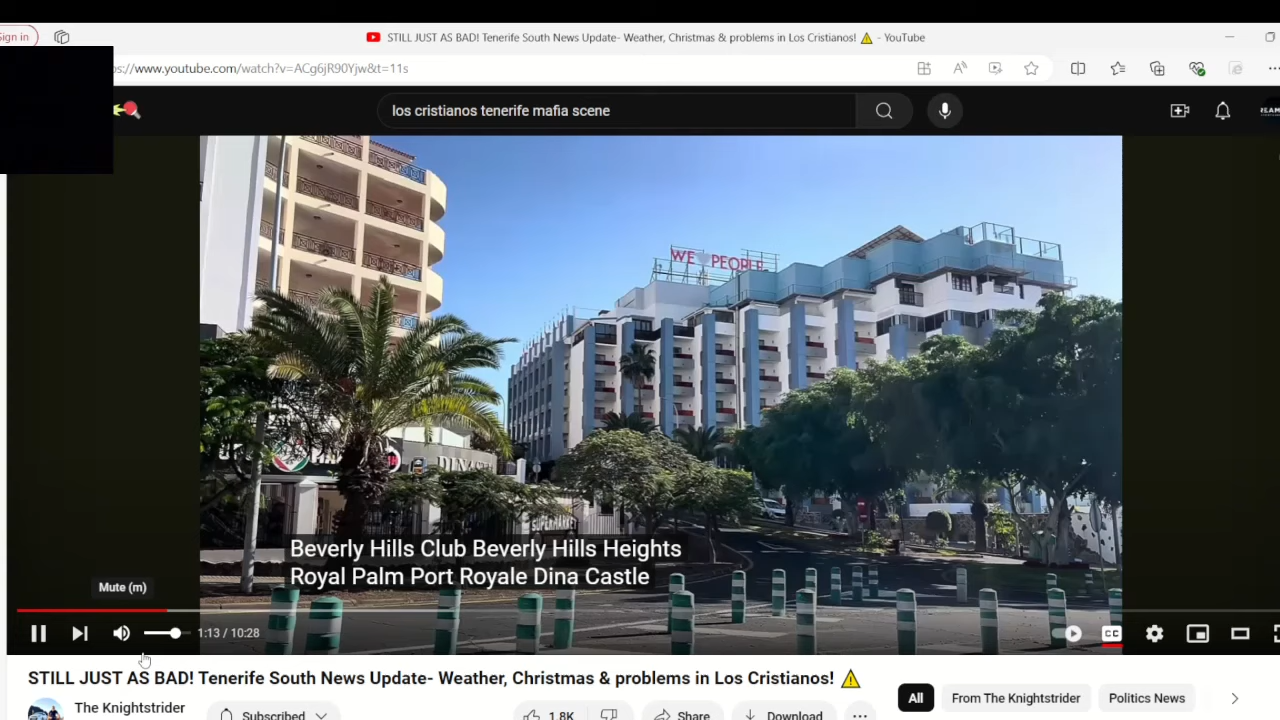 Sign in
STILL JUST AS BAD! Tenerife South News Update- Weather, Christmas & problems in Los Cristianos! ⚠ - YouTube
ps://www.youtube.com/watch?v=ACg6jR90Yjw&t=11s
los cristianos tenerife mafia scene
WE PEOPLE
SUPERMARKET
Beverly Hills Club Beverly Hills Heights
Royal Palm Port Royale Dina Castle
Mute (m)
1:13 / 10:28
CC
STILL JUST AS BAD! Tenerife South News Update- Weather, Christmas & problems in Los Cristianos! ⚠
All
From The Knightstrider
Politics News
The Knightstrider
Subscribed
1.8K
Share
Download